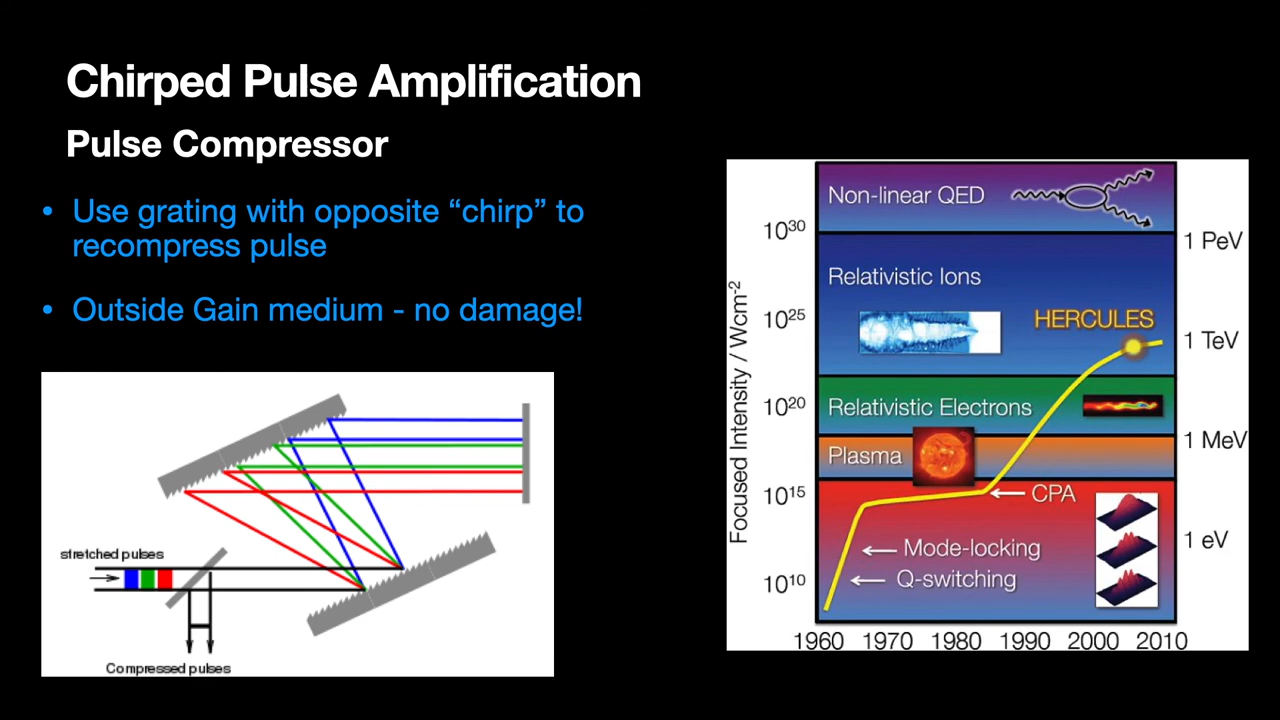 Chirped Pulse Amplification
Pulse Compressor
• Use grating with opposite “chirp” to
recompress pulse
• Outside Gain medium - no damage!
stretched pulses
Compressed pulses
Focused Intensity / Wcm⁻²
10³⁰
10²⁵
10²⁰
10¹⁵
10¹⁰
Non-linear QED
Relativistic Ions
HERCULES
Relativistic Electrons
Plasma
CPA
Mode-locking
Q-switching
1 PeV
1 TeV
1 MeV
1 eV
1960 1970 1980 1990 2000 2010